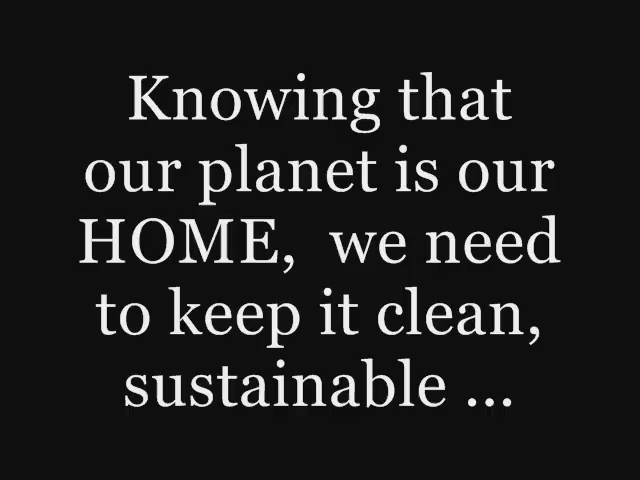 Knowing that
our planet is our
HOME,  we need
to keep it clean,
sustainable ...